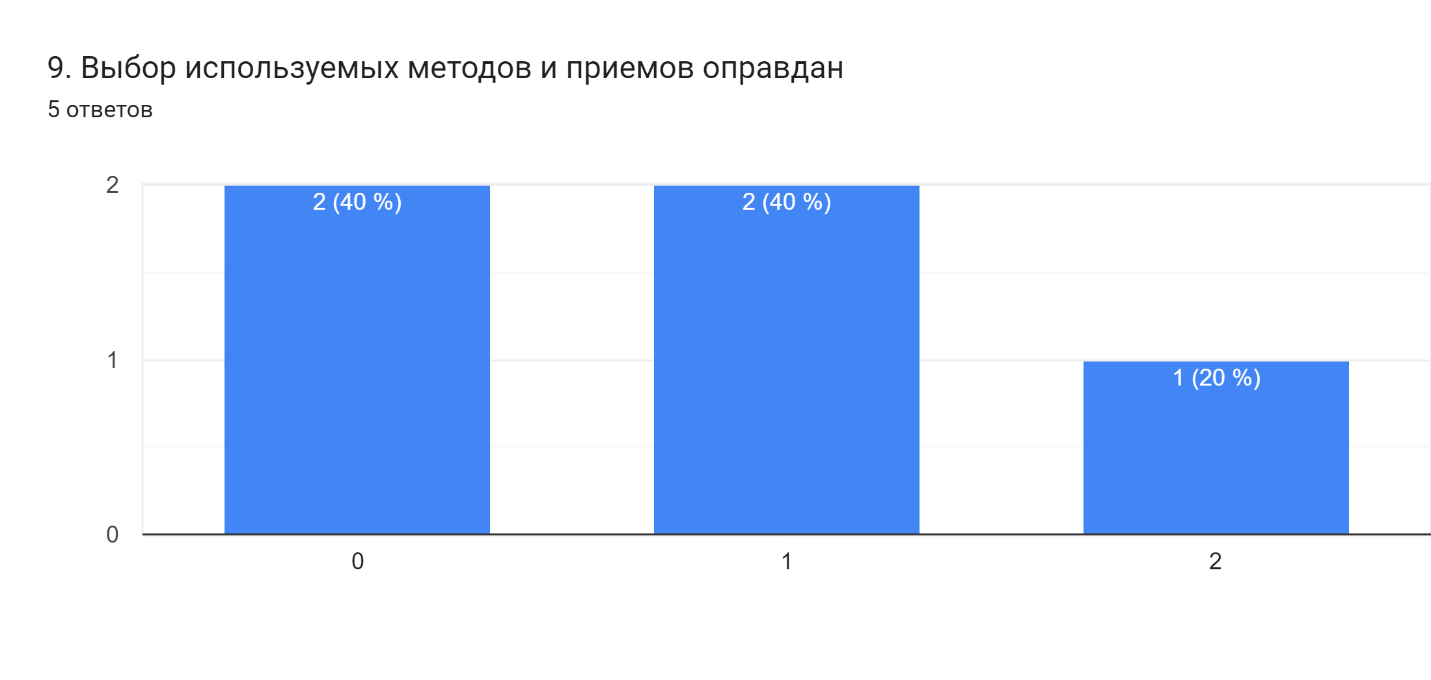 9. Выбор используемых методов и приемов оправдан
5 ответов
2
2 (40 %)
2 (40 %)
1
1 (20 %)
0
0
1
2